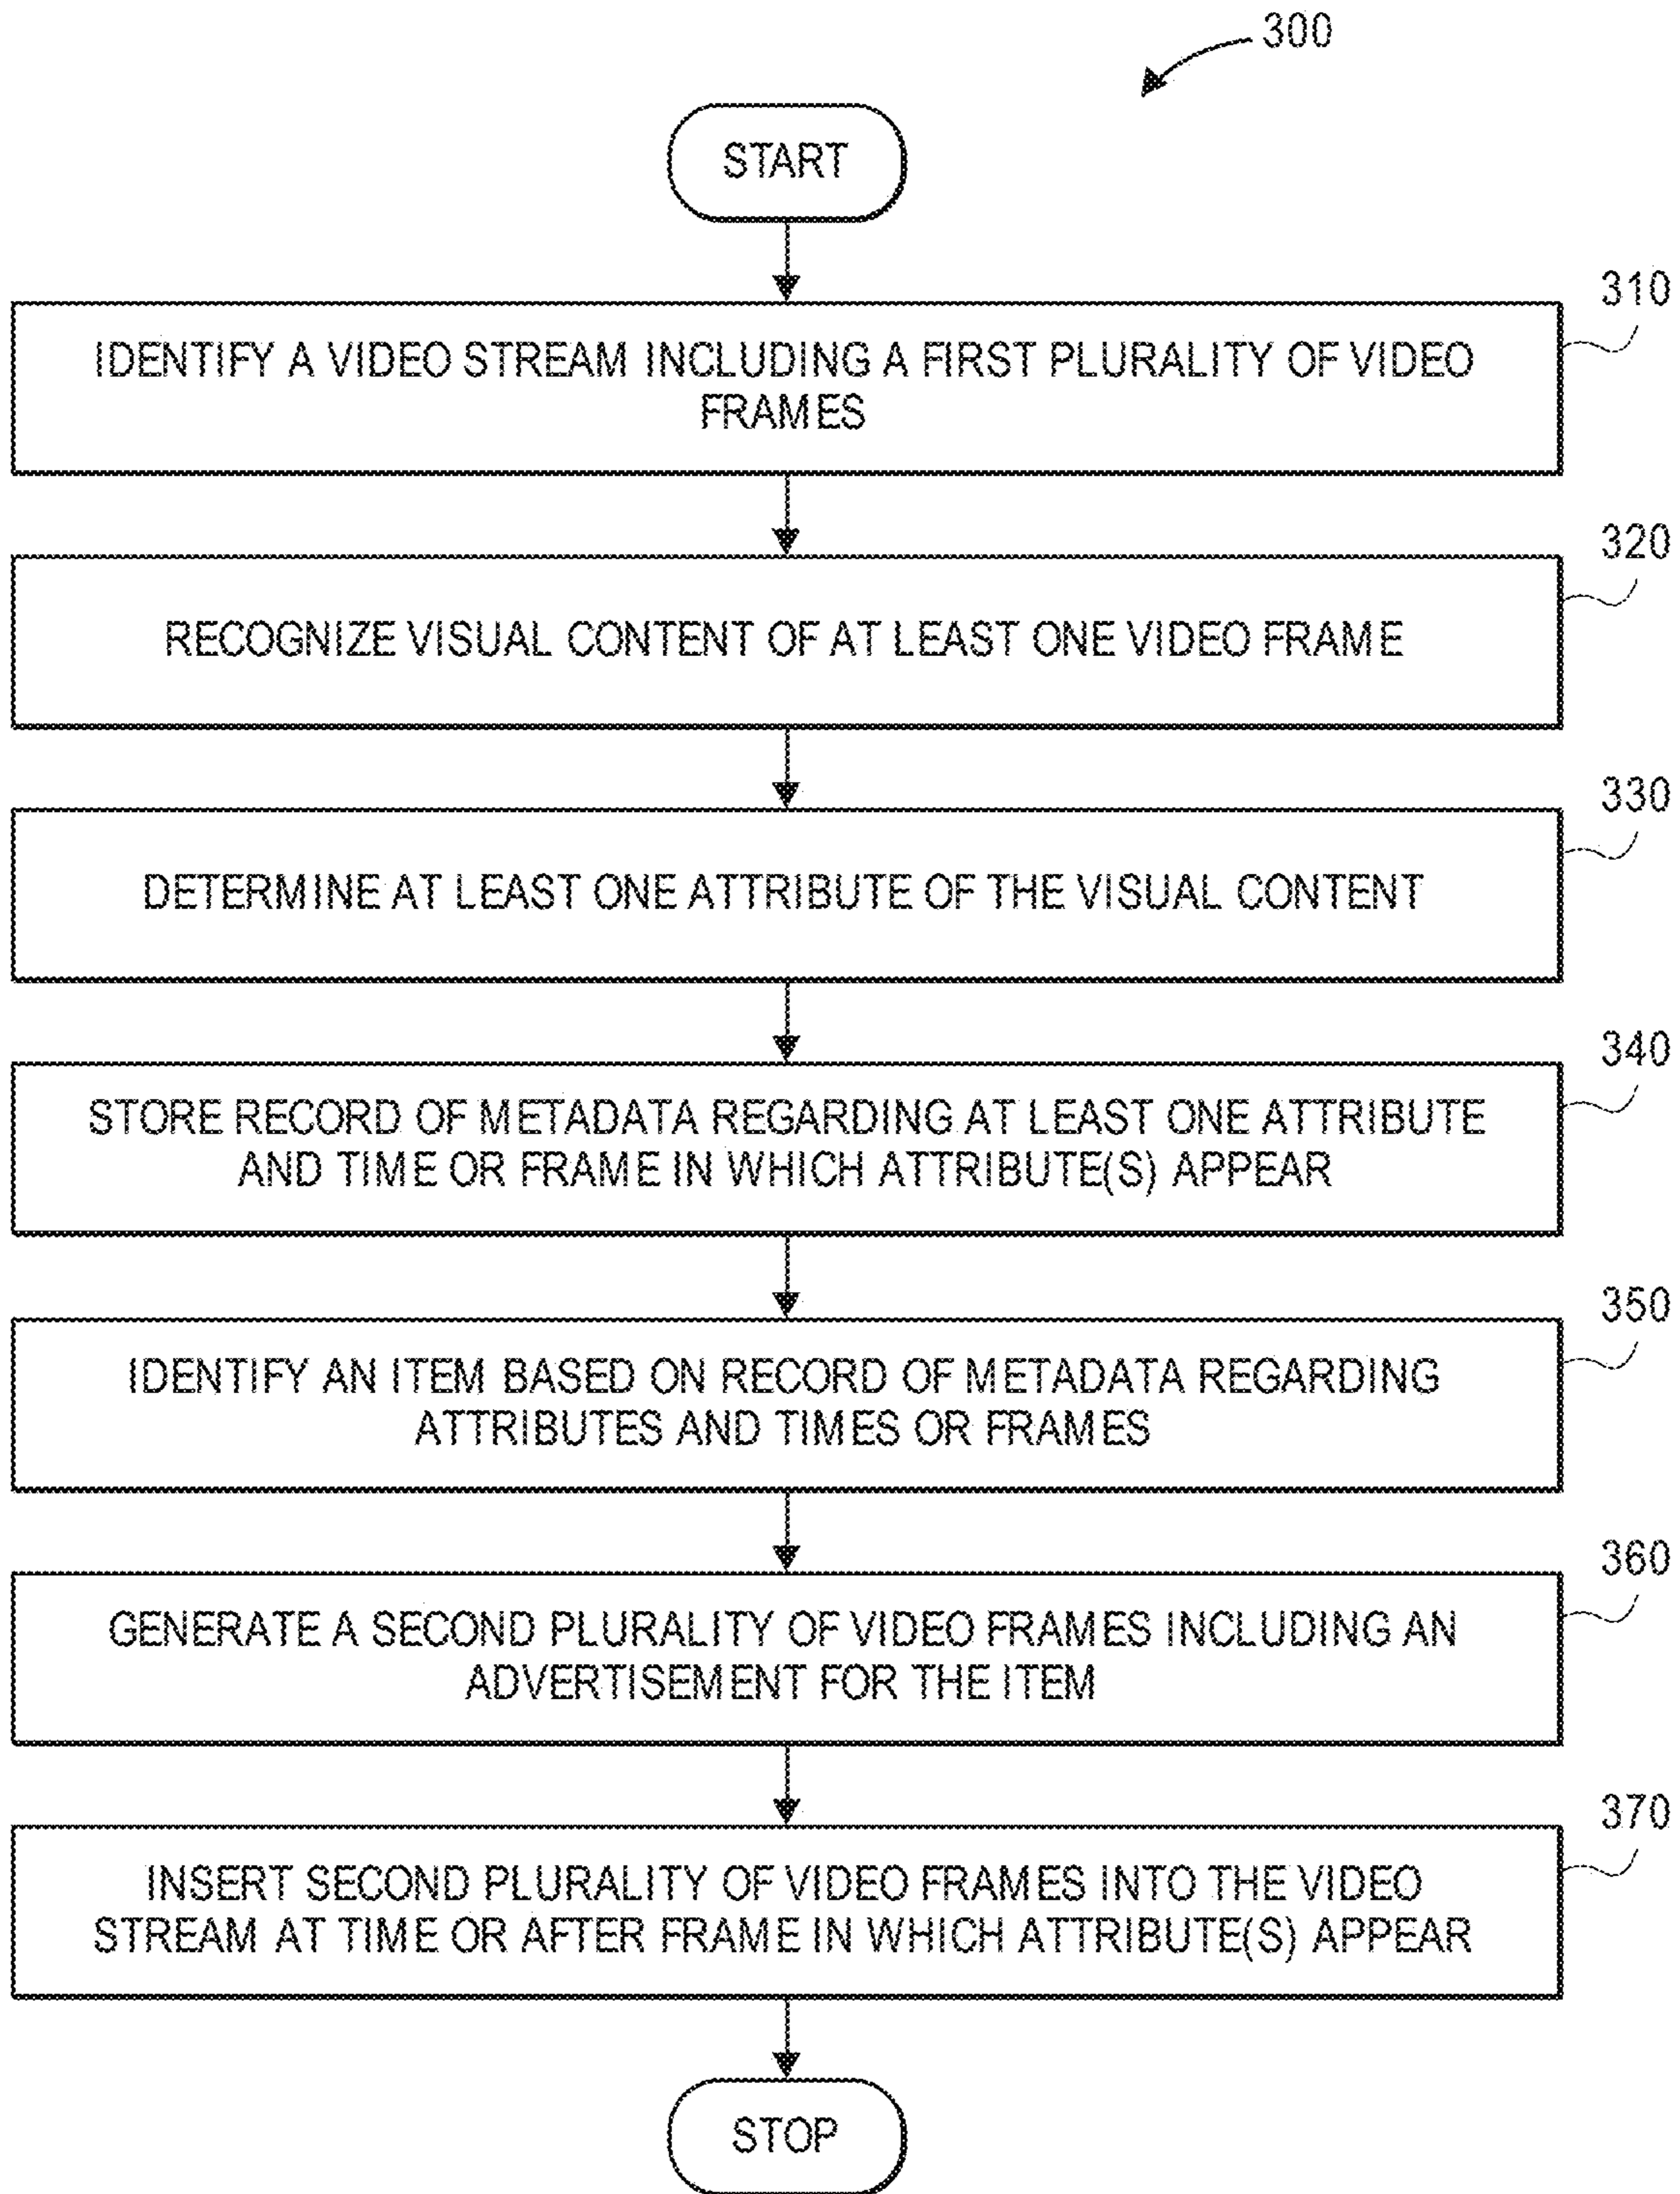 300
START
310
IDENTIFY A VIDEO STREAM INCLUDING A FIRST PLURALITY OF VIDEO
FRAMES
320
RECOGNIZE VISUAL CONTENT OF AT LEAST ONE VIDEO FRAME
330
DETERMINE AT LEAST ONE ATTRIBUTE OF THE VISUAL CONTENT
340
STORE RECORD OF METADATA REGARDING AT LEAST ONE ATTRIBUTE
AND TIME OR FRAME IN WHICH ATTRIBUTE(S) APPEAR
350
IDENTIFY AN ITEM BASED ON RECORD OF METADATA REGARDING
ATTRIBUTES AND TIMES OR FRAMES
360
GENERATE A SECOND PLURALITY OF VIDEO FRAMES INCLUDING AN
ADVERTISEMENT FOR THE ITEM
370
INSERT SECOND PLURALITY OF VIDEO FRAMES INTO THE VIDEO
STREAM AT TIME OR AFTER FRAME IN WHICH ATTRIBUTE(S) APPEAR
STOP